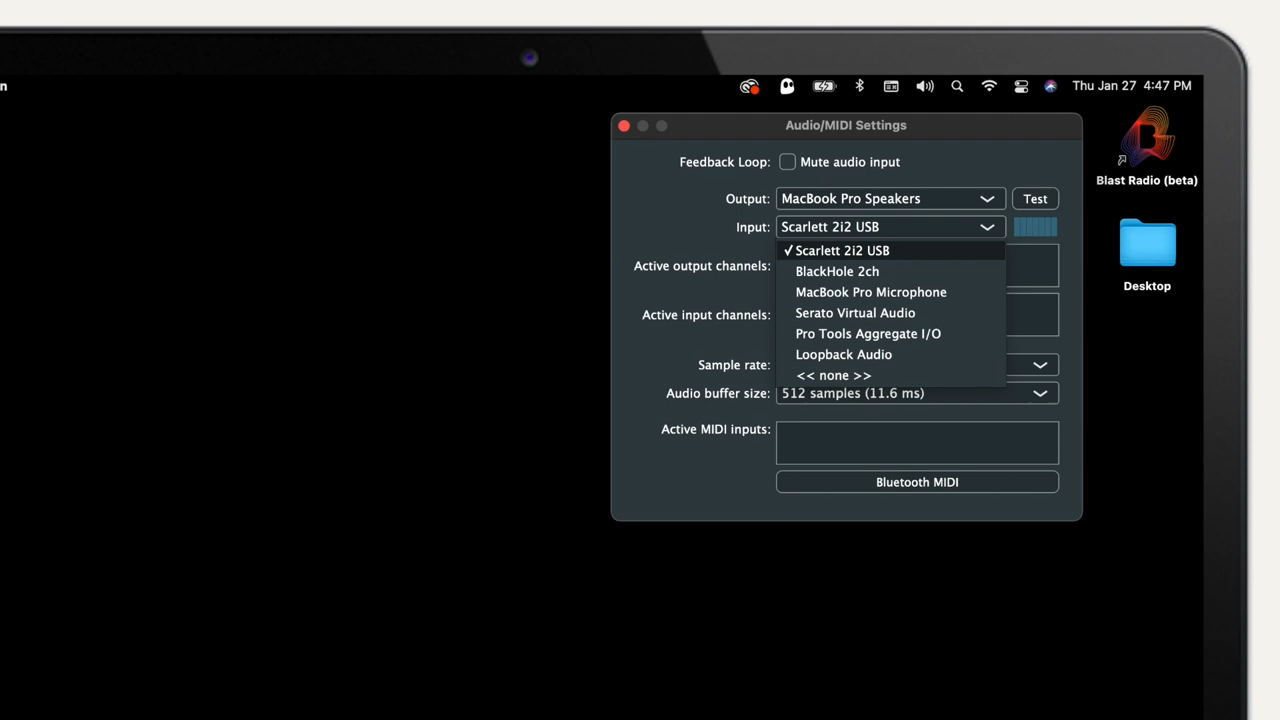 n
Thu Jan 27 4:47 PM
Audio/MIDI Settings
Blast Radio (beta)
Desktop
Feedback Loop: Mute audio input
Output: MacBook Pro Speakers Test
Input: Scarlett 2i2 USB
✓ Scarlett 2i2 USB
BlackHole 2ch
Active output channels:
MacBook Pro Microphone
Serato Virtual Audio
Active input channels:
Pro Tools Aggregate I/O
Loopback Audio
Sample rate:
<< none >>
Audio buffer size: 512 samples (11.6 ms)
Active MIDI inputs:
Bluetooth MIDI